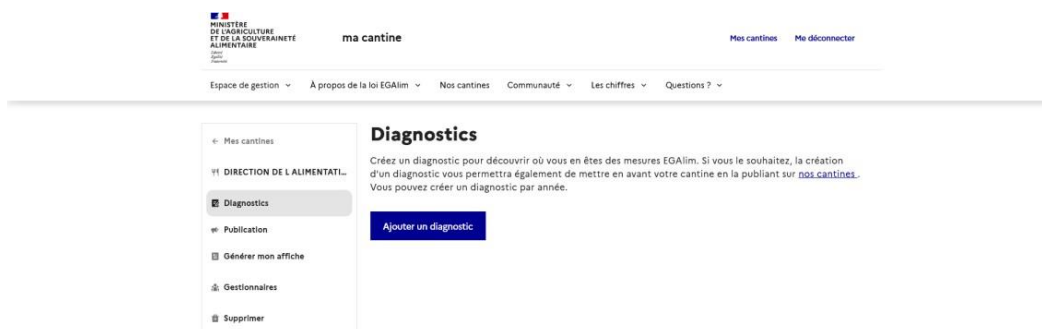 MINISTÈRE
DE L'AGRICULTURE
ET DE LA SOUVERAINETÉ
ALIMENTAIRE
Liberté
Égalité
Fraternité
ma cantine
Mes cantines
Me déconnecter
Espace de gestion
À propos de la loi EGAlim
Nos cantines
Communauté
Les chiffres
Questions ?
← Mes cantines
DIRECTION DE L ALIMENTATI...
Diagnostics
Publication
Générer mon affiche
Gestionnaires
Supprimer
Diagnostics
Créez un diagnostic pour découvrir où vous en êtes des mesures EGAlim. Si vous le souhaitez, la création
d'un diagnostic vous permettra également de mettre en avant votre cantine en la publiant sur nos cantines .
Vous pouvez créer un diagnostic par année.
Ajouter un diagnostic